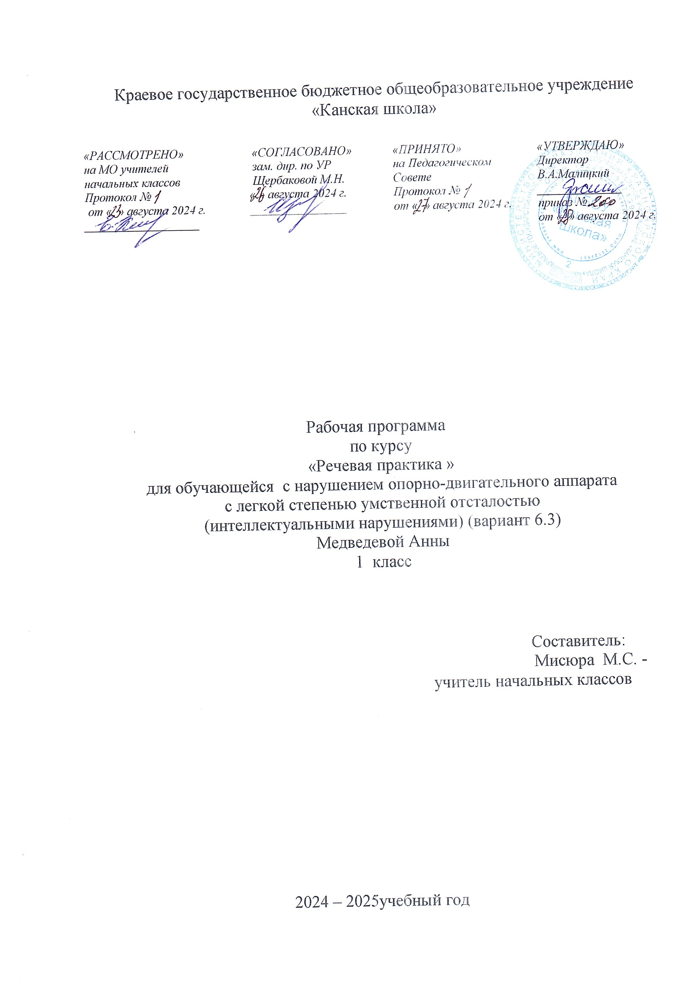 Краевое государственное бюджетное общеобразовательное учреждение
«Канская школа»
«РАССМОТРЕНО»
на МО учителей
начальных классов
Протокол № 1
от «23» августа 2024 г.
«СОГЛАСОВАНО»
зам. дир. по УР
Щербаковой М.Н.
«26» августа 2024 г.
«ПРИНЯТО»
на Педагогическом
Совете
Протокол № 1
от «27» августа 2024 г.
«УТВЕРЖДАЮ»
Директор
В.А.Малицкий
приказ № 260
от «28» августа 2024 г.
школа»
2
Рабочая программа
по курсу
«Речевая практика »
для обучающейся  с нарушением опорно-двигательного аппарата
с легкой степенью умственной отсталостью
(интеллектуальными нарушениями) (вариант 6.3)
Медведевой Анны
1  класс
Составитель:
Мисюра  М.С. -
учитель начальных классов
2024 – 2025учебный год